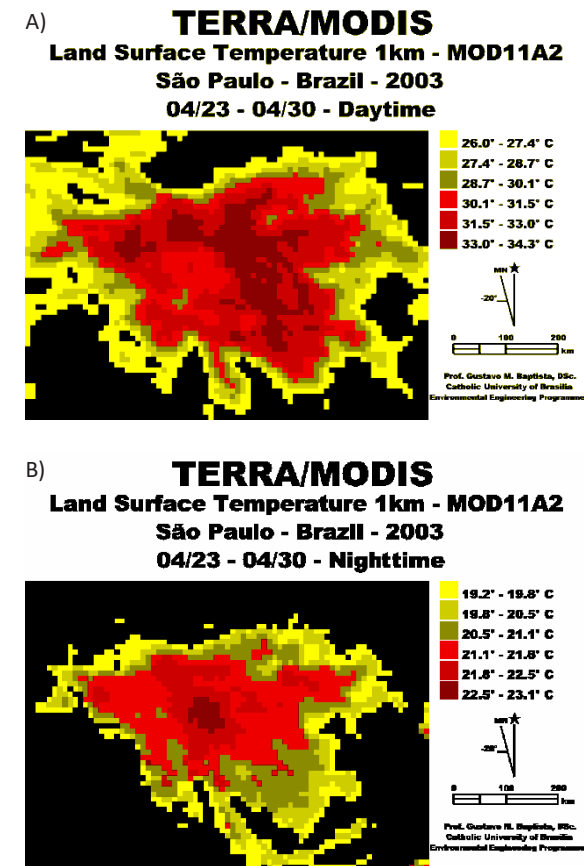 A)
TERRA/MODIS
Land Surface Temperature 1km - MOD11A2
São Paulo - Brazil - 2003
04/23 - 04/30 - Daytime
26.0° - 27.4° C
27.4° - 28.7° C
28.7° - 30.1° C
30.1° - 31.5° C
31.5° - 33.0° C
33.0° - 34.3° C
MN
-20°
0 100 200
km
Prof. Gustavo M. Baptista, DSc.
Catholic University of Brasilia
Environmental Engineering Programme
B)
TERRA/MODIS
Land Surface Temperature 1km - MOD11A2
São Paulo - Brazil - 2003
04/23 - 04/30 - Nighttime
19.2° - 19.8° C
19.8° - 20.5° C
20.5° - 21.1° C
21.1° - 21.8° C
21.8° - 22.5° C
22.5° - 23.1° C
MN
-20°
0 100 200
km
Prof. Gustavo M. Baptista, DSc.
Catholic University of Brasilia
Environmental Engineering Programme